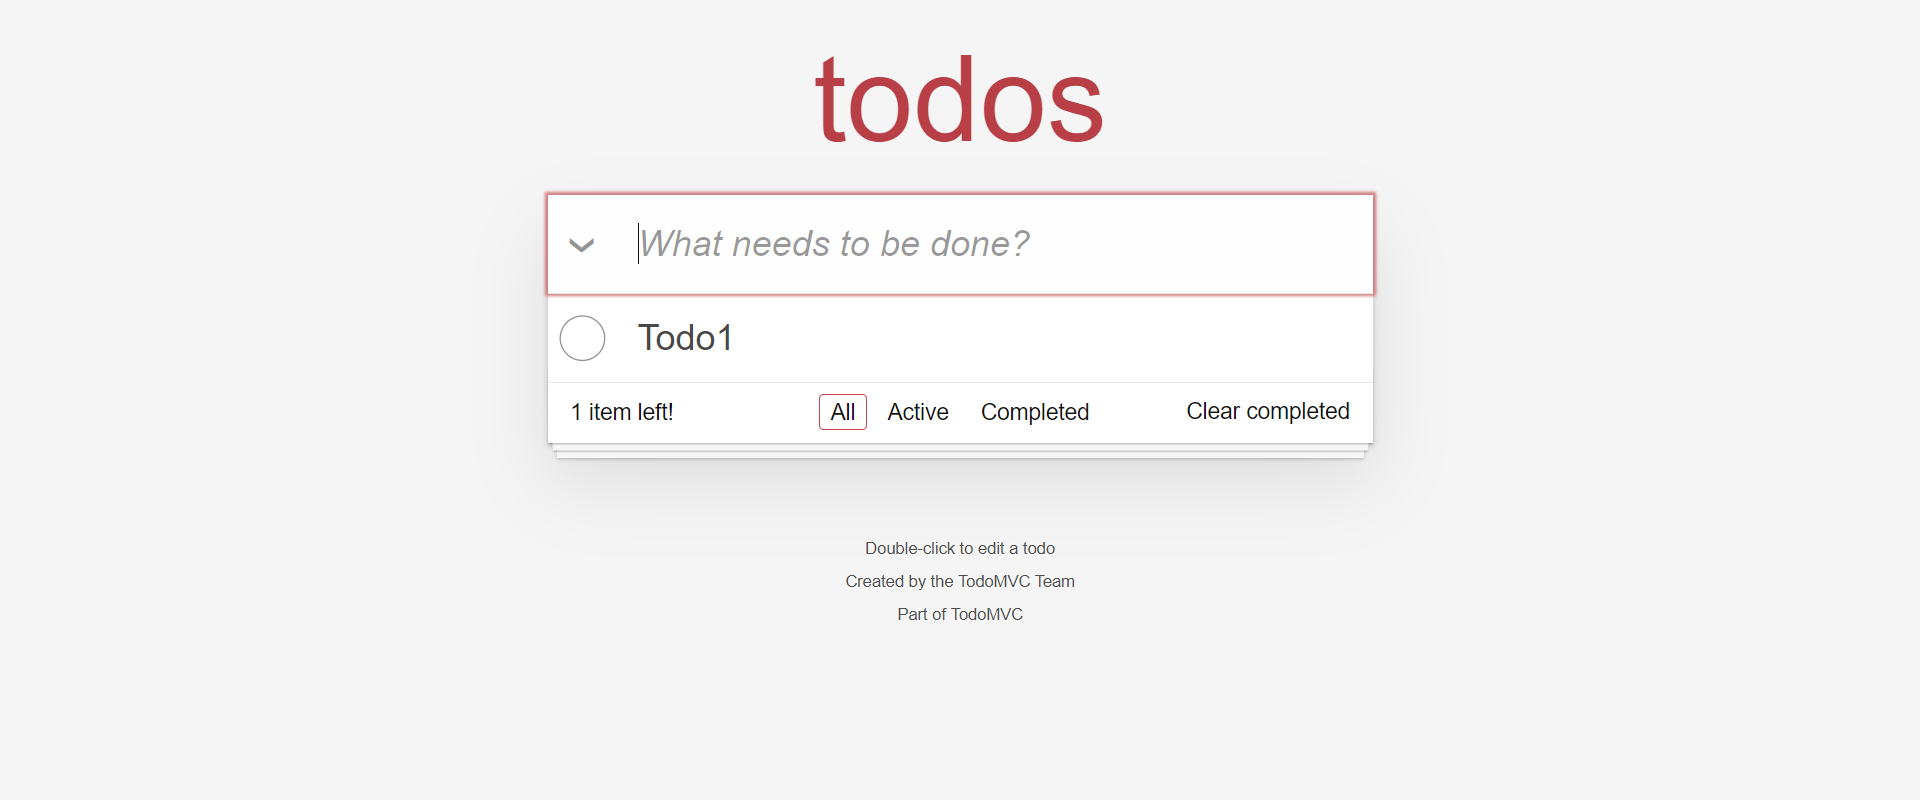 todos
What needs to be done?
Todo1
1 item left! All Active Completed Clear completed
Double-click to edit a todo
Created by the TodoMVC Team
Part of TodoMVC